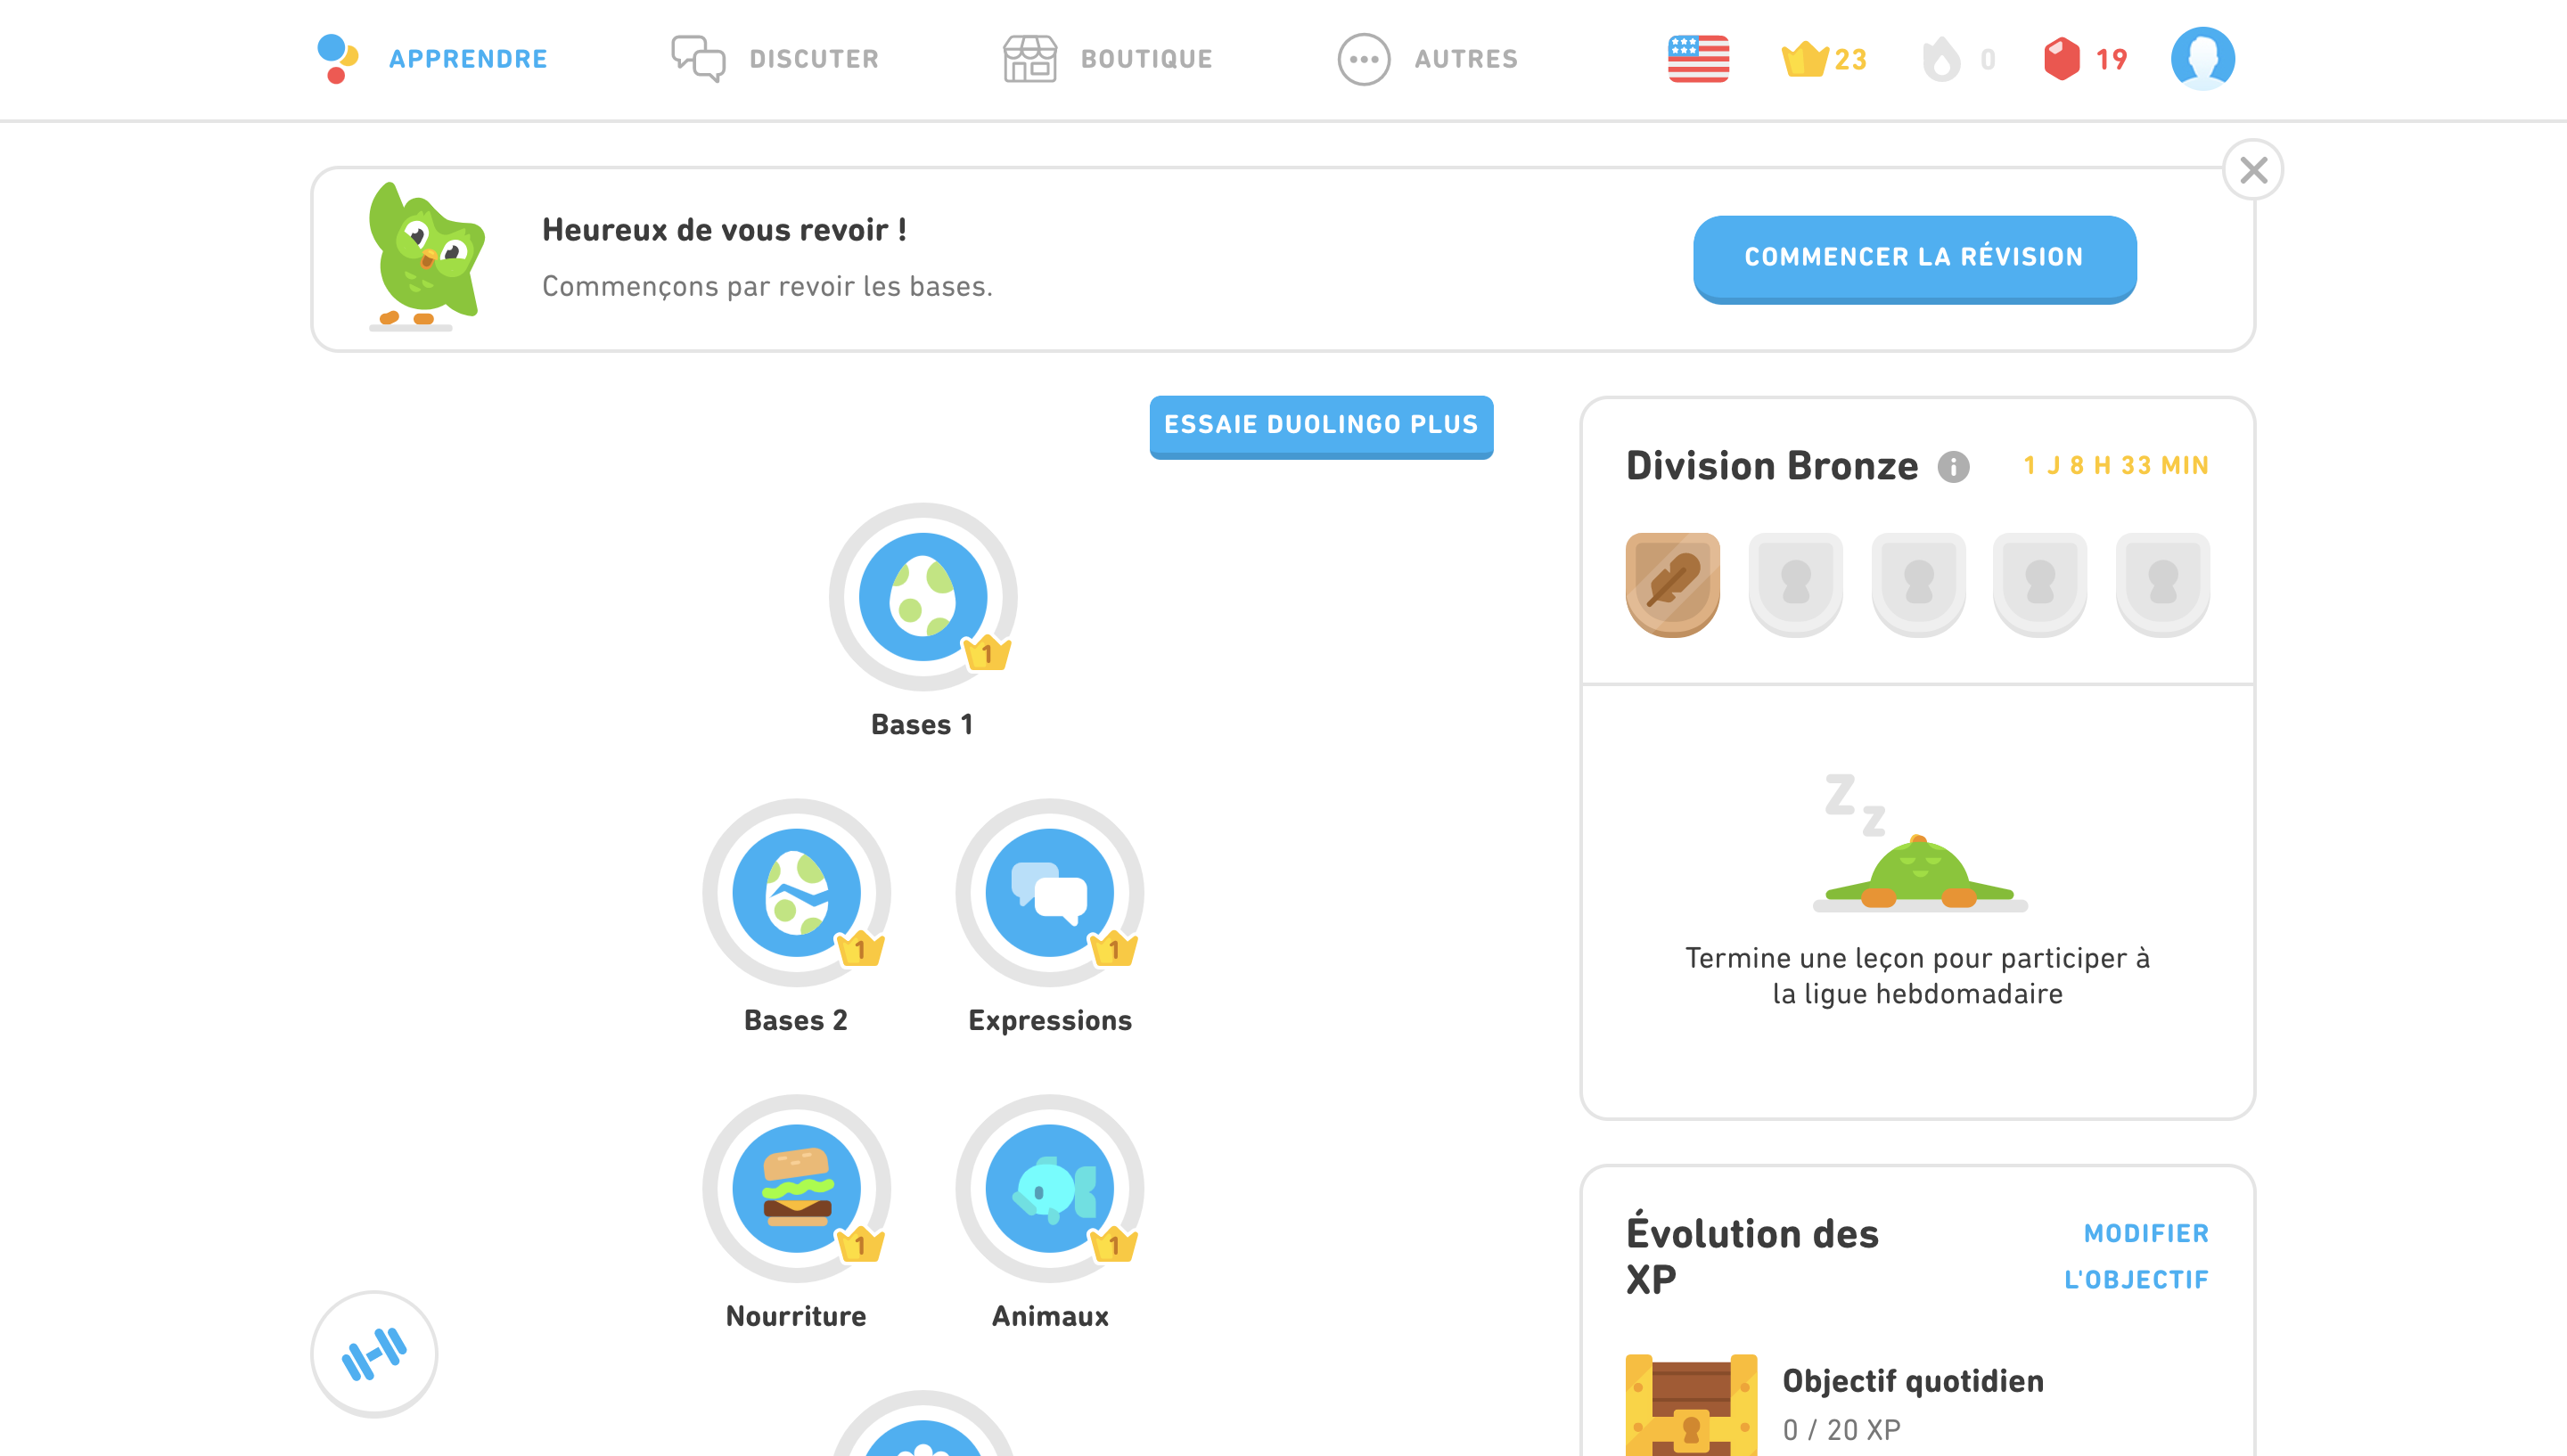 APPRENDRE
DISCUTER
BOUTIQUE
AUTRES
23
0
19
Heureux de vous revoir !
Commençons par revoir les bases.
COMMENCER LA RÉVISION
ESSAIE DUOLINGO PLUS
1
Bases 1
1
Bases 2
1
Expressions
1
Nourriture
1
Animaux
Division Bronze
1 J 8 H 33 MIN
Z
Z
Termine une leçon pour participer à
la ligue hebdomadaire
Évolution des
XP
MODIFIER
L'OBJECTIF
Objectif quotidien
0 / 20 XP